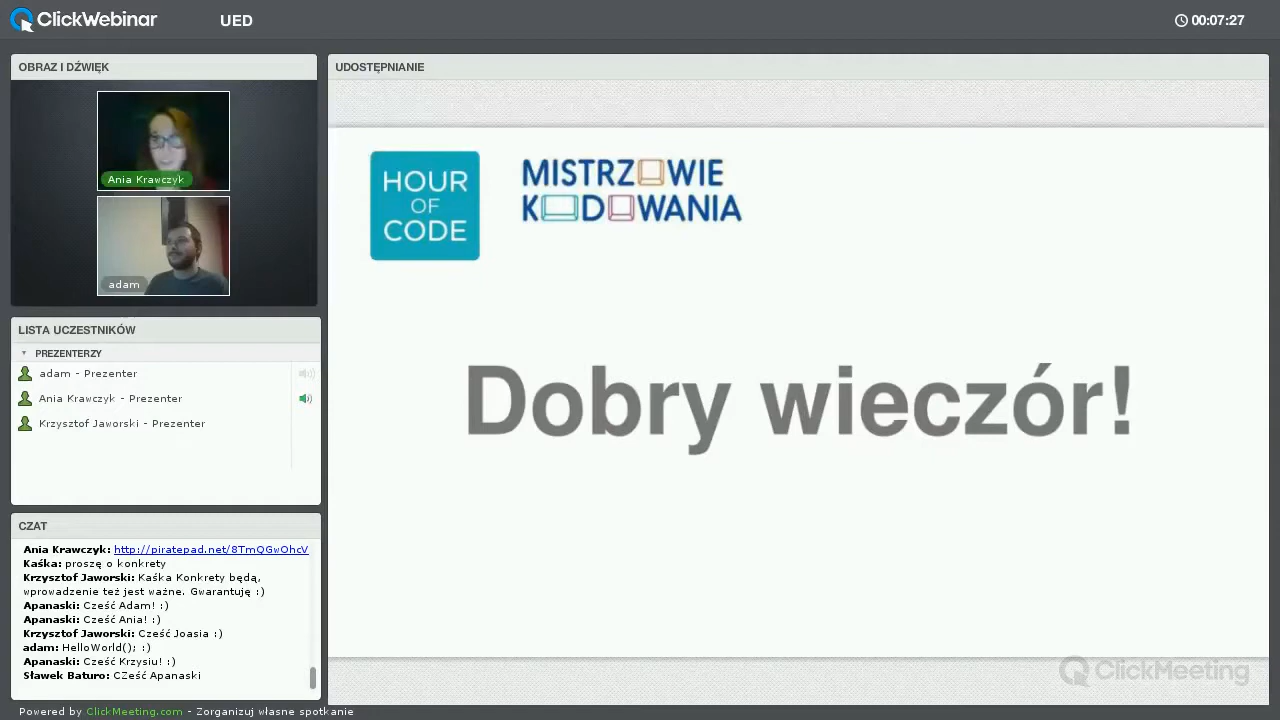 ClickWebinar
UED
00:07:27
OBRAZ I DŹWIĘK
Ania Krawczyk
adam
LISTA UCZESTNIKÓW
PREZENTERZY
adam - Prezenter
Ania Krawczyk - Prezenter
Krzysztof Jaworski - Prezenter
CZAT
Ania Krawczyk: http://piratepad.net/8TmQGwOhcV
Kaśka: proszę o konkrety
Krzysztof Jaworski: Kaśka Konkrety będą,
wprowadzenie też jest ważne. Gwarantuję :)
Apanaski: Cześć Adam! :)
Apanaski: Cześć Ania! :)
Krzysztof Jaworski: Cześć Joasia :)
adam: HelloWorld(); :)
Apanaski: Cześć Krzysiu! :)
Sławek Baturo: CZeść Apanaski
UDOSTĘPNIANIE
HOUR
OF
CODE
MISTRZOWIE
KODOWANIA
Dobry wieczór!
ClickMeeting
Powered by ClickMeeting.com - Zorganizuj własne spotkanie